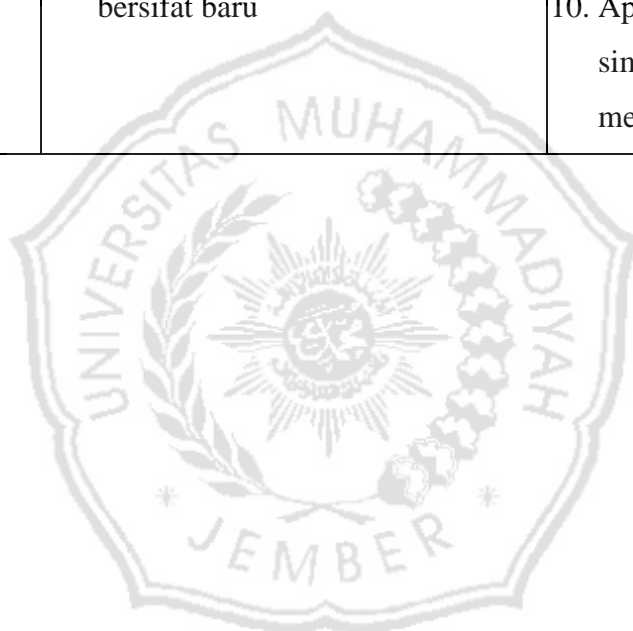 bersifat baru
10. Ap
sin
me
UNIVERSITAS MUHAMMADIYAH
JEMBER